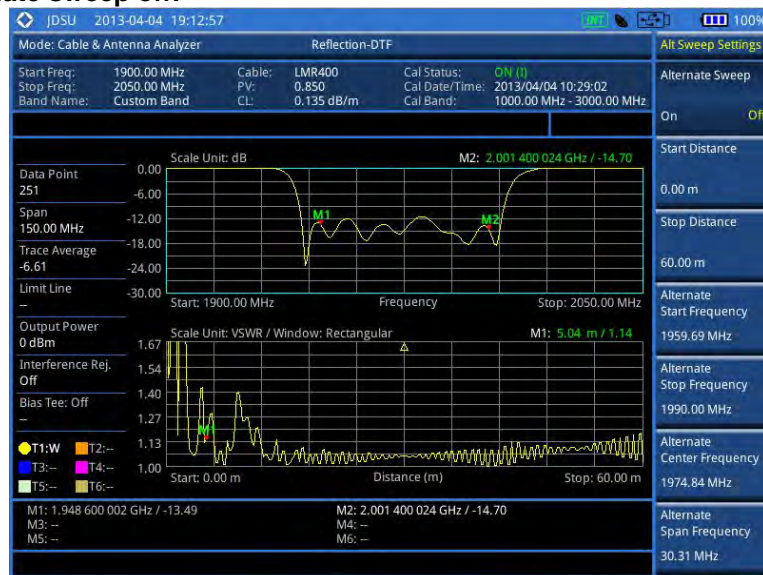 JDSU 2013-04-04 19:12:57 INT 100%
Mode: Cable & Antenna Analyzer Reflection-DTF Alt Sweep Settings
Start Freq: 1900.00 MHz Cable: LMR400 Cal Status: ON (I)
Stop Freq: 2050.00 MHz PV: 0.850 Cal Date/Time: 2013/04/04 10:29:02
Band Name: Custom Band CL: 0.135 dB/m Cal Band: 1000.00 MHz - 3000.00 MHz
Alternate Sweep
On Off
Data Point
251
Span
150.00 MHz
Trace Average
-6.61
Limit Line
--
Output Power
0 dBm
Interference Rej.
Off
Bias Tee: Off
--
T1:W T2:--
T3:-- T4:--
T5:-- T6:--
Scale Unit: dB M2: 2.001 400 024 GHz / -14.70
0.00
-6.00
-12.00
-18.00
-24.00
-30.00
M1 M2
Start: 1900.00 MHz Frequency Stop: 2050.00 MHz
Scale Unit: VSWR / Window: Rectangular M1: 5.04 m / 1.14
1.67
1.54
1.40
1.27
1.13
1.00
M1
Start: 0.00 m Distance (m) Stop: 60.00 m
M1: 1.948 600 002 GHz / -13.49 M2: 2.001 400 024 GHz / -14.70
M3: -- M4: --
M5: -- M6: --
Start Distance
0.00 m
Stop Distance
60.00 m
Alternate
Start Frequency
1959.69 MHz
Alternate
Stop Frequency
1990.00 MHz
Alternate
Center Frequency
1974.84 MHz
Alternate
Span Frequency
30.31 MHz